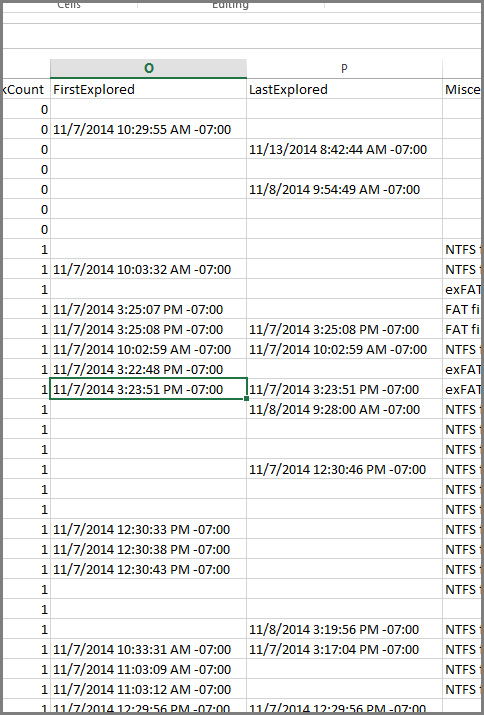 Cells Editing
O P
kCount FirstExplored LastExplored Misce
0
0 11/7/2014 10:29:55 AM -07:00
0 11/13/2014 8:42:44 AM -07:00
0
0 11/8/2014 9:54:49 AM -07:00
0
0
1 NTFS f
1 11/7/2014 10:03:32 AM -07:00 NTFS f
1 exFAT
1 11/7/2014 3:25:07 PM -07:00 FAT fi
1 11/7/2014 3:25:08 PM -07:00 11/7/2014 3:25:08 PM -07:00 FAT fi
1 11/7/2014 10:02:59 AM -07:00 11/7/2014 10:02:59 AM -07:00 NTFS f
1 11/7/2014 3:22:48 PM -07:00 exFAT
1 11/7/2014 3:23:51 PM -07:00 11/7/2014 3:23:51 PM -07:00 exFAT
1 11/8/2014 9:28:00 AM -07:00 NTFS f
1 NTFS f
1 NTFS f
1 11/7/2014 12:30:46 PM -07:00 NTFS f
1 NTFS f
1 NTFS f
1 11/7/2014 12:30:33 PM -07:00 NTFS f
1 11/7/2014 12:30:38 PM -07:00 NTFS f
1 11/7/2014 12:30:43 PM -07:00 NTFS f
1 NTFS f
1
1 11/8/2014 3:19:56 PM -07:00 NTFS f
1 11/7/2014 10:33:31 AM -07:00 11/7/2014 3:17:04 PM -07:00 NTFS f
1 11/7/2014 11:03:09 AM -07:00 NTFS f
1 11/7/2014 11:03:12 AM -07:00 NTFS f
1 11/7/2014 12:29:56 PM -07:00 11/7/2014 12:29:56 PM -07:00 NTFS f